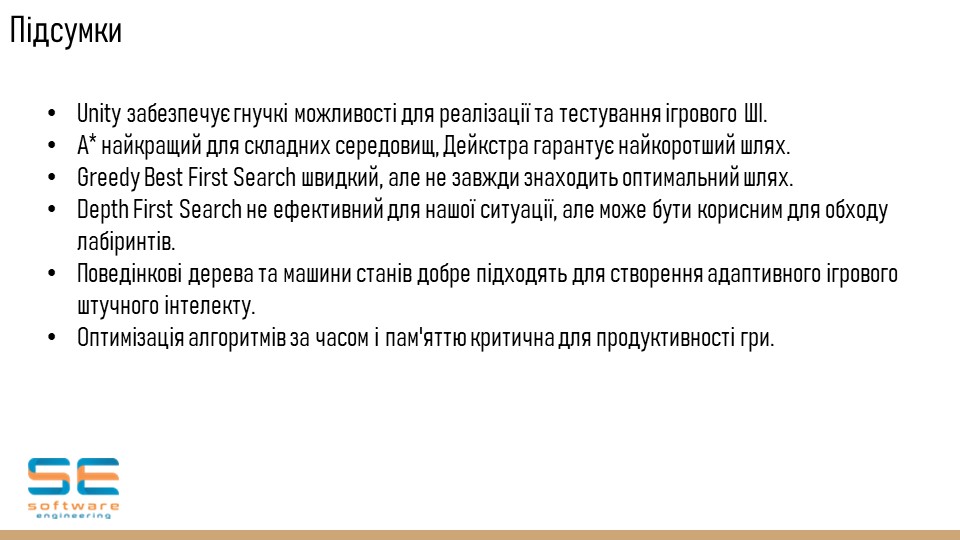 Підсумки
• Unity забезпечує гнучкі можливості для реалізації та тестування ігрового ШІ.
• A* найкращий для складних середовищ, Дейкстра гарантує найкоротший шлях.
• Greedy Best First Search швидкий, але не завжди знаходить оптимальний шлях.
• Depth First Search не ефективний для нашої ситуації, але може бути корисним для обходу
лабіринтів.
• Поведінкові дерева та машини станів добре підходять для створення адаптивного ігрового
штучного інтелекту.
• Оптимізація алгоритмів за часом і пам'яттю критична для продуктивності гри.
SE
software
engineering